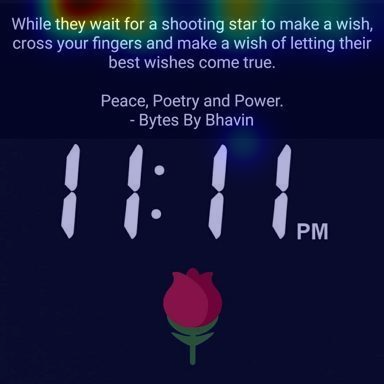 While they wait for a shooting star to make a wish,
cross your fingers and make a wish of letting their
best wishes come true.
Peace, Poetry and Power.
- Bytes By Bhavin
11:11 PM